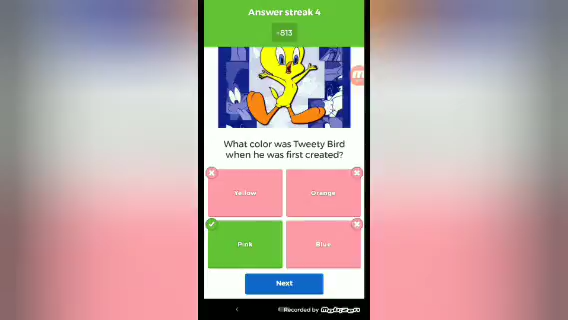 Answer streak 4
+813
What color was Tweety Bird
when he was first created?
Yellow
Orange
Pink
Blue
Next
Recorded by